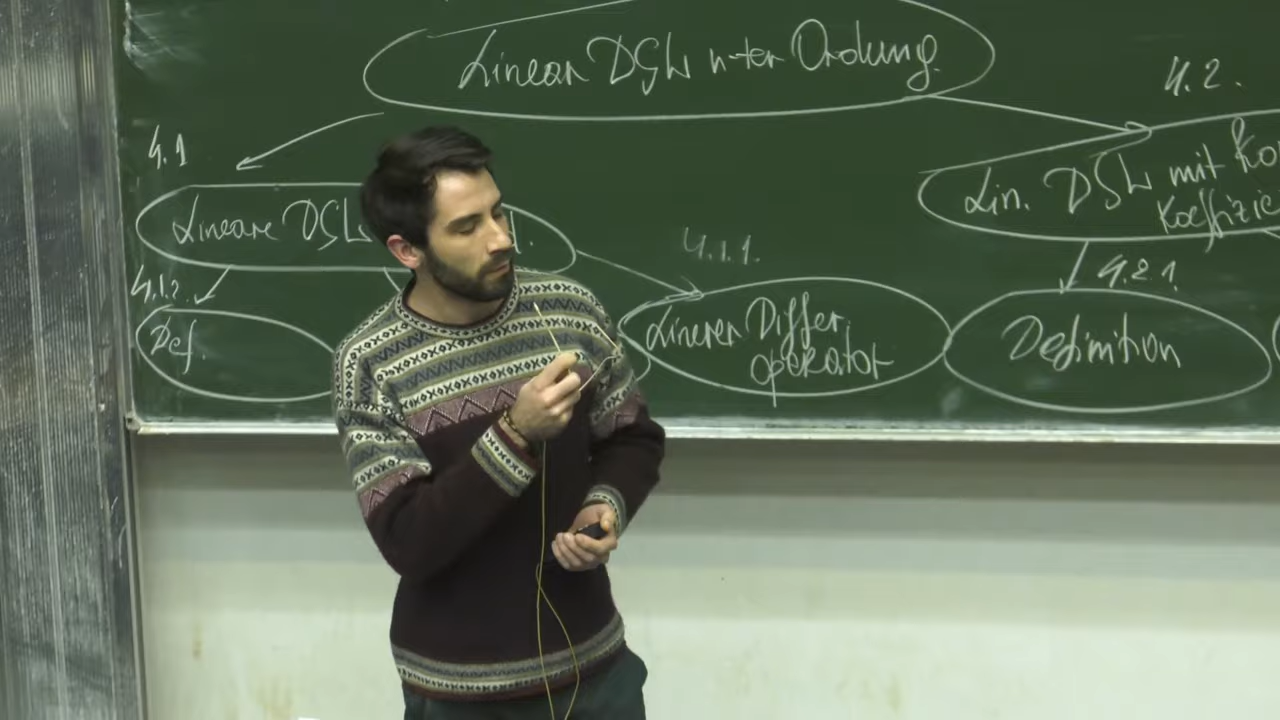 Linear DGL n-ter Ordnung.
4.2.
4.1
Lin. DGL mit
Koeffizie
Lineare DGL
4.1.1.
4.2.1
4.1.2.
Linearer Differ.
operator
Definition
Def.